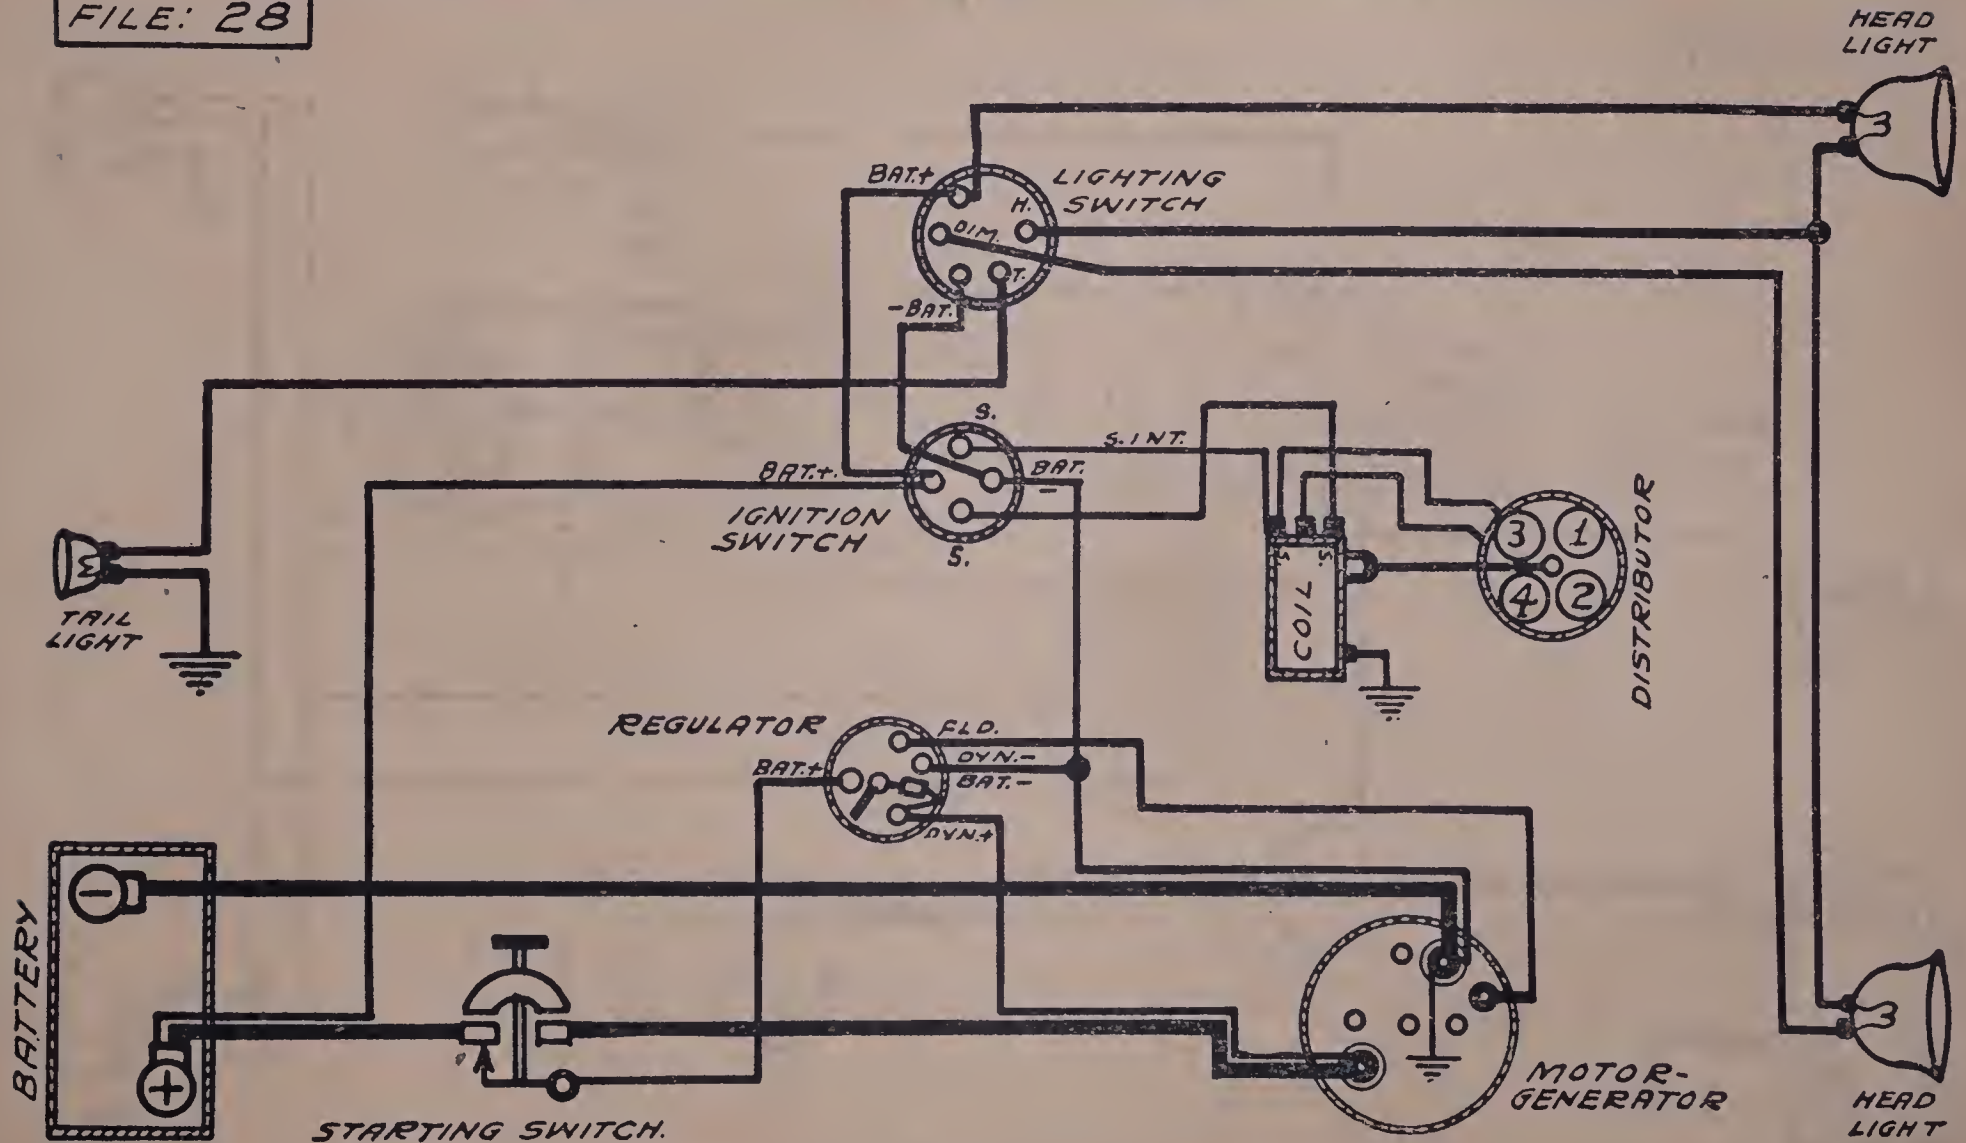 FILE: 28
HEAD
LIGHT
BAT.+
LIGHTING
SWITCH
H.
DIM.
T.
-BAT.
S.
S.INT.
BAT.+.
BAT.
-
IGNITION
SWITCH
S.
S.
S.
COIL
3
1
4
2
DISTRIBUTOR
TAIL
LIGHT
REGULATOR
FLD.
DYN.-
BAT.+
BAT.-
DYN.+
BATTERY
-
+
STARTING SWITCH.
MOTOR-
GENERATOR
HEAD
LIGHT